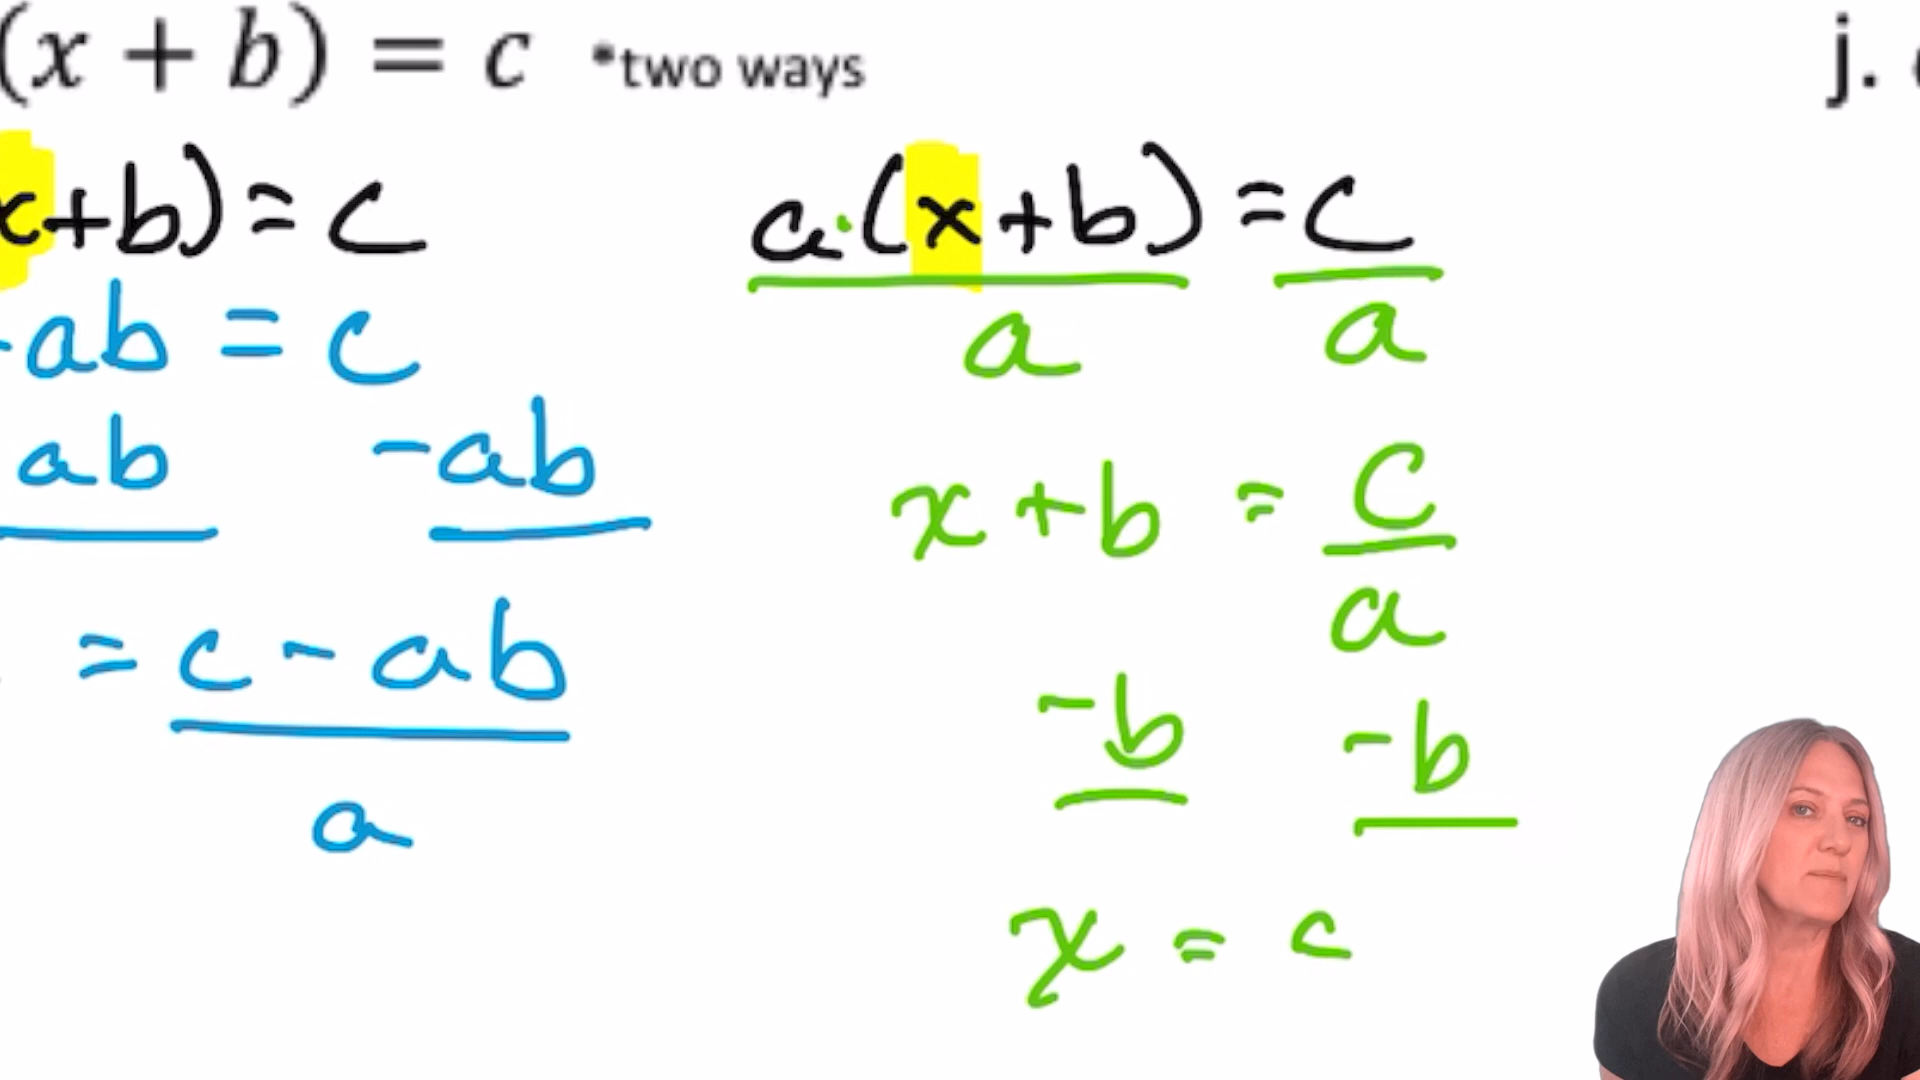 (x + b) = c *two ways
j.
x+b) = c
ab = c
ab -ab
= c - ab
a
a·(x+b) = c
a a
x + b = c
a
-b -b
x = c